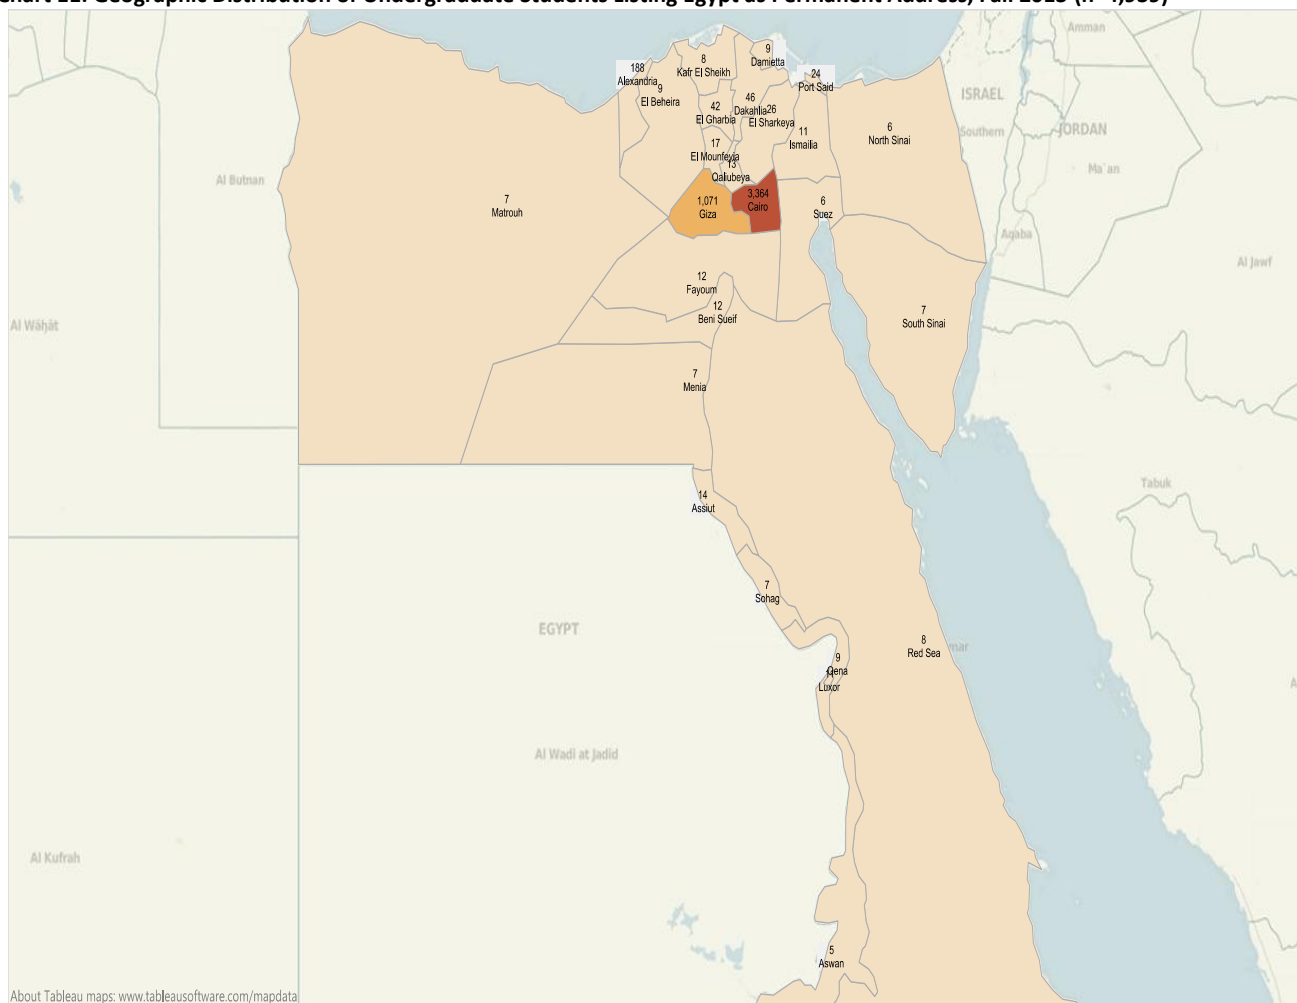 Chart 11: Geographic Distribution of Undergraduate Students Listing Egypt as Permanent Address, Fall 2013 (n=4,939)
Amman
9
Damietta
8
Kafr El Sheikh
188
Alexandria
24
Port Said
9
El Beheira
ISRAEL
46
Dakahlia
26
El Sharkeya
42
El Gharbia
Southern
JORDAN
6
North Sinai
11
Ismailia
17
El Mounfeyia
13
Qaliubeya
Ma'an
Al Butnan
7
Matrouh
3,364
Cairo
1,071
Giza
6
Suez
Aqaba
Al Jawf
12
Fayoum
12
Beni Sueif
7
South Sinai
Al Wāḥāt
7
Menia
Tabuk
14
Assiut
7
Sohag
EGYPT
8
Red Sea
mar
9
Qena
Luxor
Al Wadi at Jadid
Al Kufrah
5
Aswan
About Tableau maps: www.tableausoftware.com/mapdata